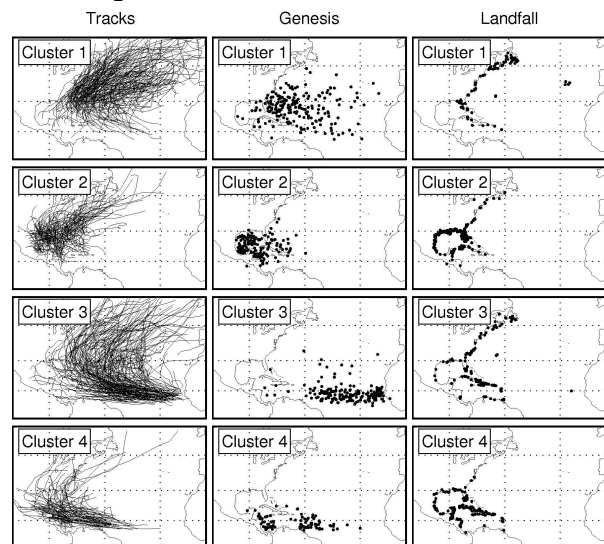 Tracks Genesis Landfall
Cluster 1 Cluster 1 Cluster 1
Cluster 2 Cluster 2 Cluster 2
Cluster 3 Cluster 3 Cluster 3
Cluster 4 Cluster 4 Cluster 4